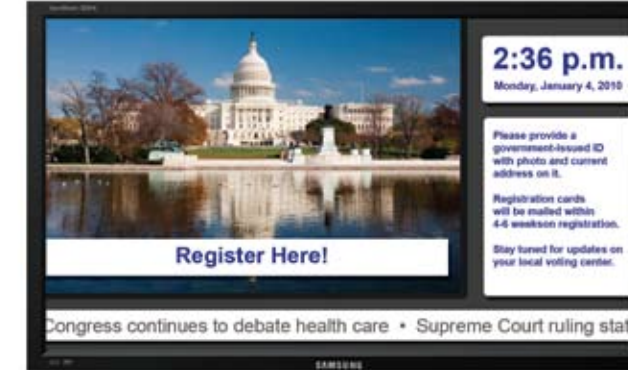 2:36 p.m.
Monday, January 4, 2010
Please provide a
government-issued ID
with photo and current
address on it.
Registration cards
will be mailed within
4-6 weekson registration.
Stay tuned for updates on
your local voting center.
Register Here!
Congress continues to debate health care • Supreme Court ruling stat
SAMSUNG